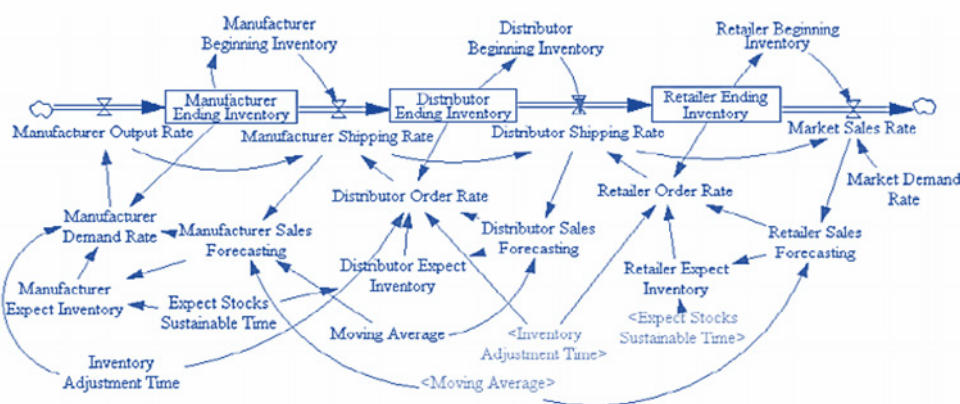 Manufacturer
Beginning Inventory
Distributor
Beginning Inventory
Retailer Beginning
Inventory
Manufacturer
Ending Inventory
Distributor
Ending Inventory
Retailer Ending
Inventory
Manufacturer Output Rate
Manufacturer Shipping Rate
Distributor Shipping Rate
Market Sales Rate
Market Demand
Rate
Distributor Order Rate
Retailer Order Rate
Manufacturer
Demand Rate
Manufacturer Sales
Forecasting
Distributor Sales
Forecasting
Retailer Sales
Forecasting
Distributor Expect
Inventory
Retailer Expect
Inventory
Manufacturer
Expect Inventory
Expect Stocks
Sustainable Time
Moving Average
<Inventory
Adjustment Time>
<Expect Stocks
Sustainable Time>
Inventory
Adjustment Time
<Moving Average>